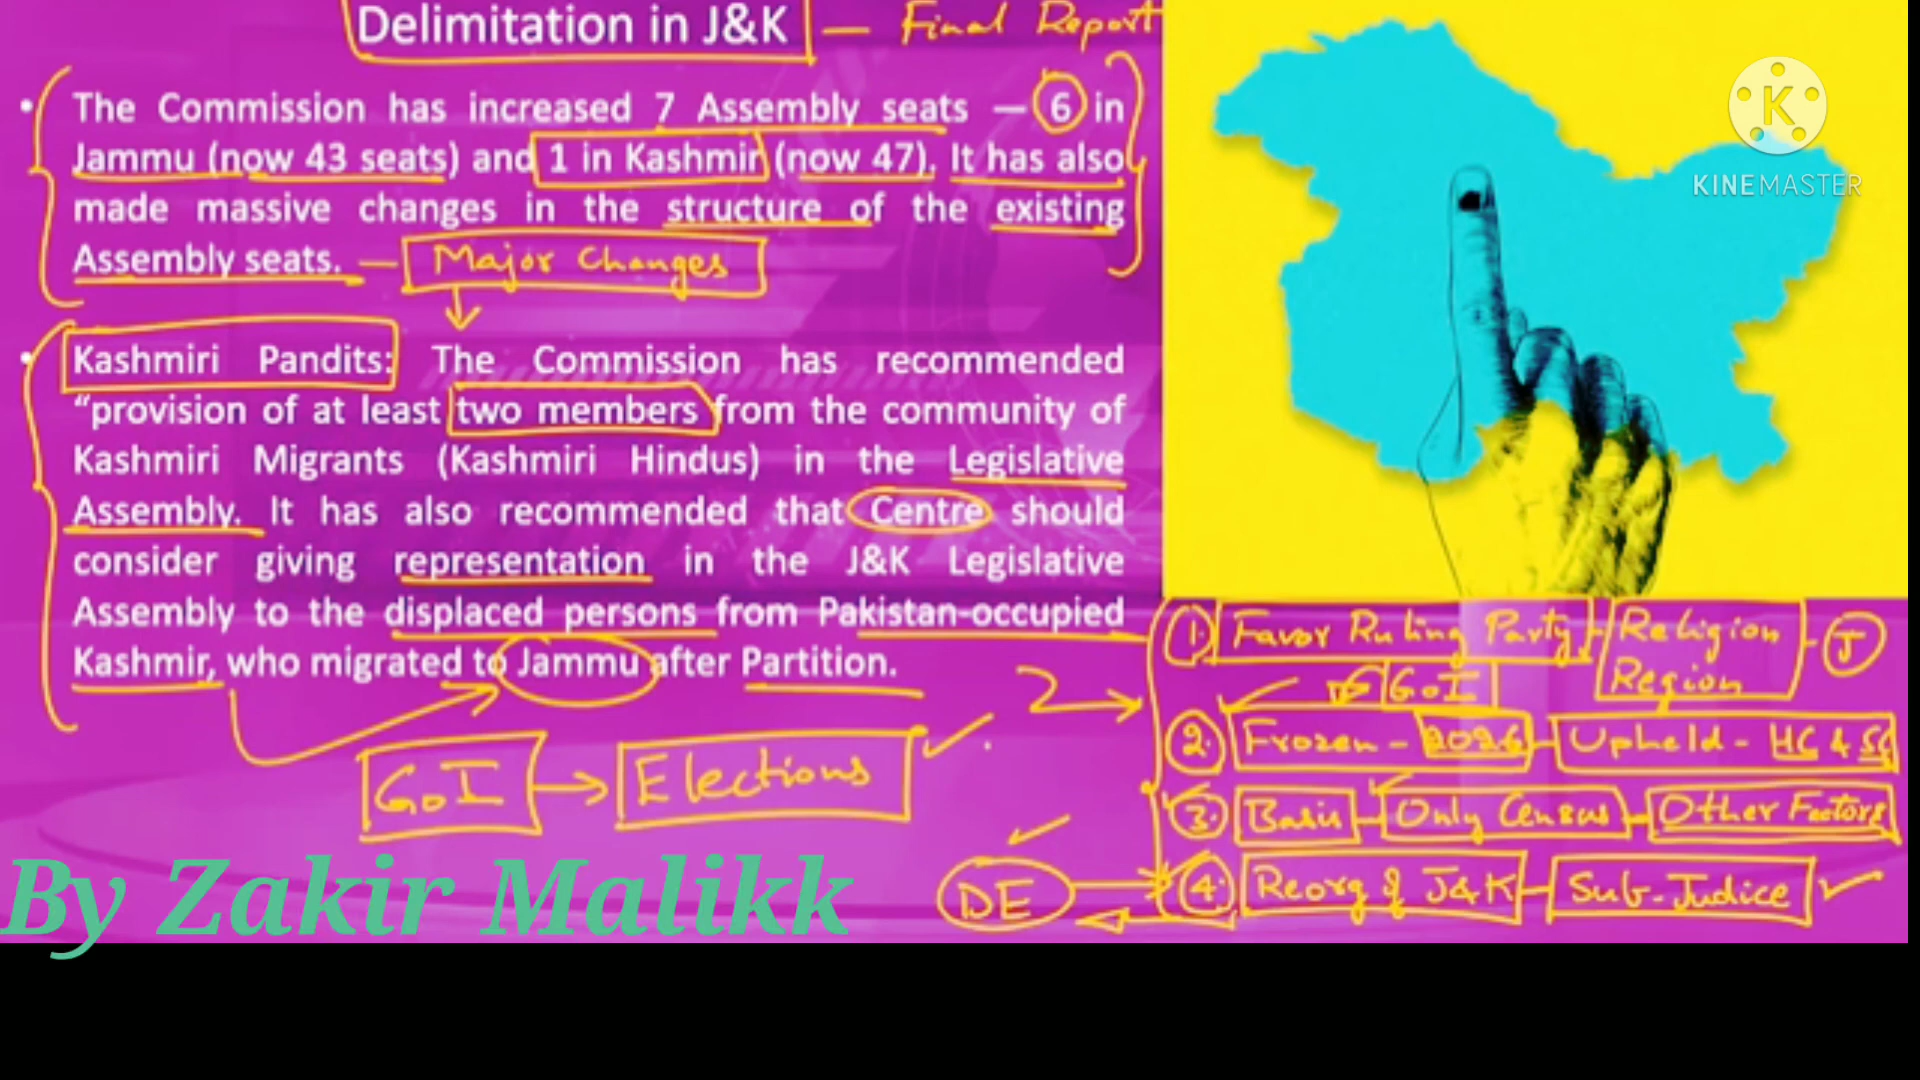 Delimitation in J&K — Final Report
• The Commission has increased 7 Assembly seats – 6 in
Jammu (now 43 seats) and 1 in Kashmir (now 47). It has also
made massive changes in the structure of the existing
Assembly seats. — Major Changes
• Kashmiri Pandits: The Commission has recommended
“provision of at least two members from the community of
Kashmiri Migrants (Kashmiri Hindus) in the Legislative
Assembly. It has also recommended that Centre should
consider giving representation in the J&K Legislative
Assembly to the displaced persons from Pakistan-occupied
Kashmir, who migrated to Jammu after Partition.
GoI → Elections
K
KINEMASTER
1. Favor Ruling Party - Religion Region - J
GoI
2. Frozen - 2026 - Upheld - HC & SC
3. Basis - Only Census - Other Factors
DE
4. Reorg of J&K - Sub-Judice
By Zakir Malikk